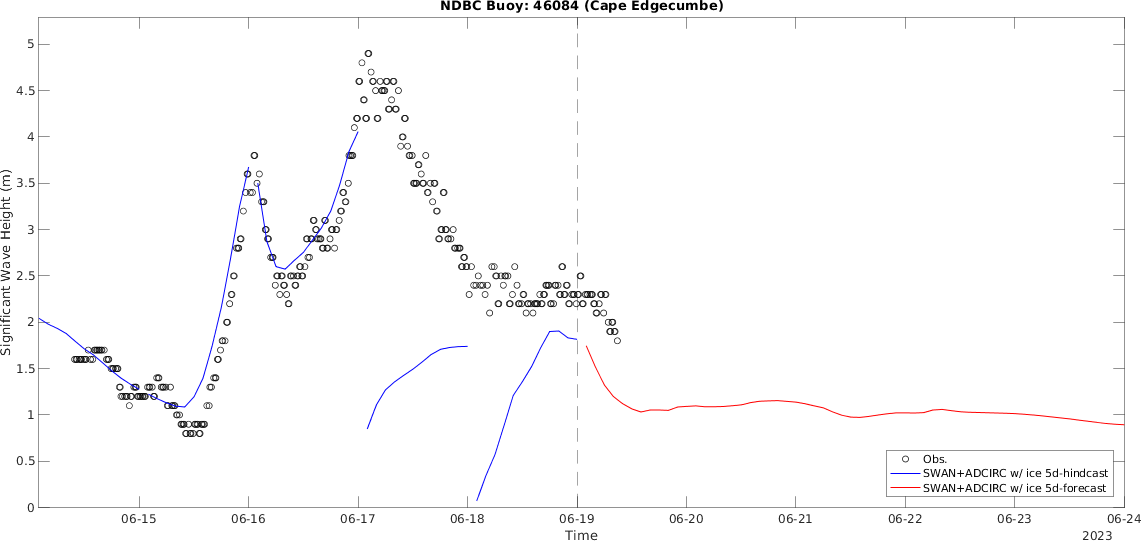 NDBC Buoy: 46084 (Cape Edgecumbe)
Significant Wave Height (m)
5
4.5
4
3.5
3
2.5
2
1.5
1
0.5
0
Obs.
SWAN+ADCIRC w/ ice 5d-hindcast
SWAN+ADCIRC w/ ice 5d-forecast
06-15 06-16 06-17 06-18 06-19 06-20 06-21 06-22 06-23 06-24
Time
2023